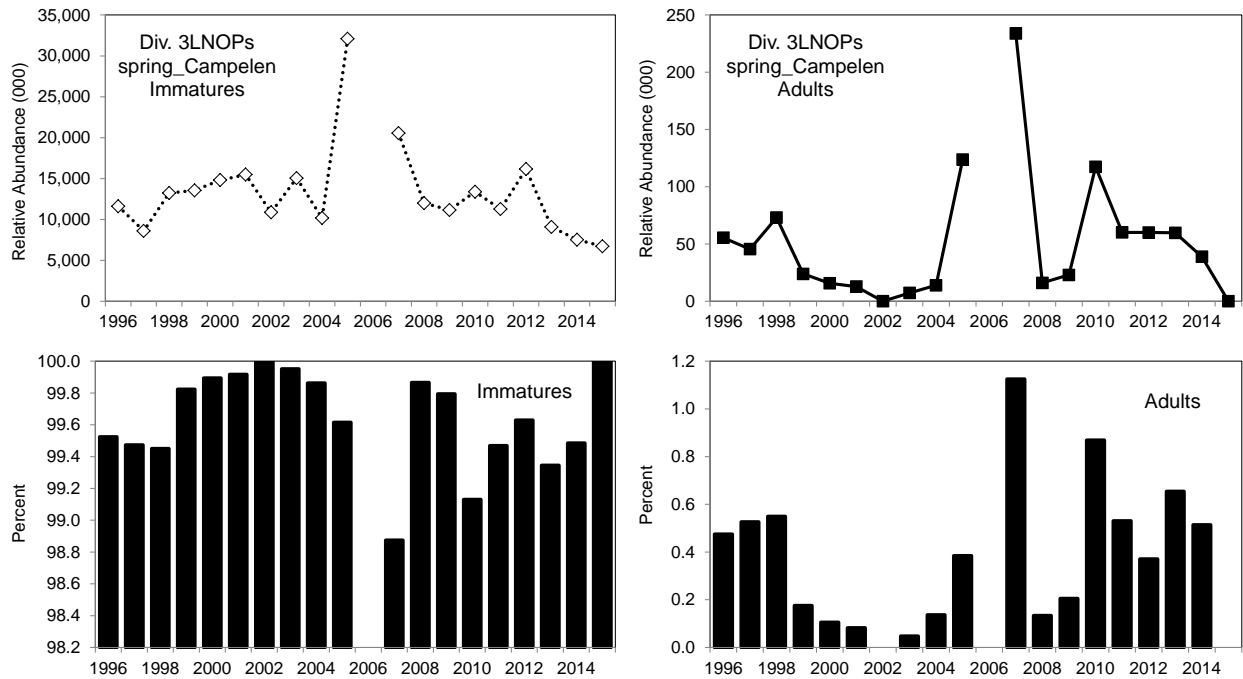 35,000
30,000
25,000
20,000
15,000
10,000
5,000
0
Relative Abundance (000)
Div. 3LNOPs
spring_Campelen
Immatures
1996 1998 2000 2002 2004 2006 2008 2010 2012 2014
250
200
150
100
50
0
Relative Abundance (000)
Div. 3LNOPs
spring_Campelen
Adults
1996 1998 2000 2002 2004 2006 2008 2010 2012 2014
100.0
99.8
99.6
99.4
99.2
99.0
98.8
98.6
98.4
98.2
Percent
Immatures
1996 1998 2000 2002 2004 2006 2008 2010 2012 2014
1.2
1.0
0.8
0.6
0.4
0.2
0.0
Percent
Adults
1996 1998 2000 2002 2004 2006 2008 2010 2012 2014